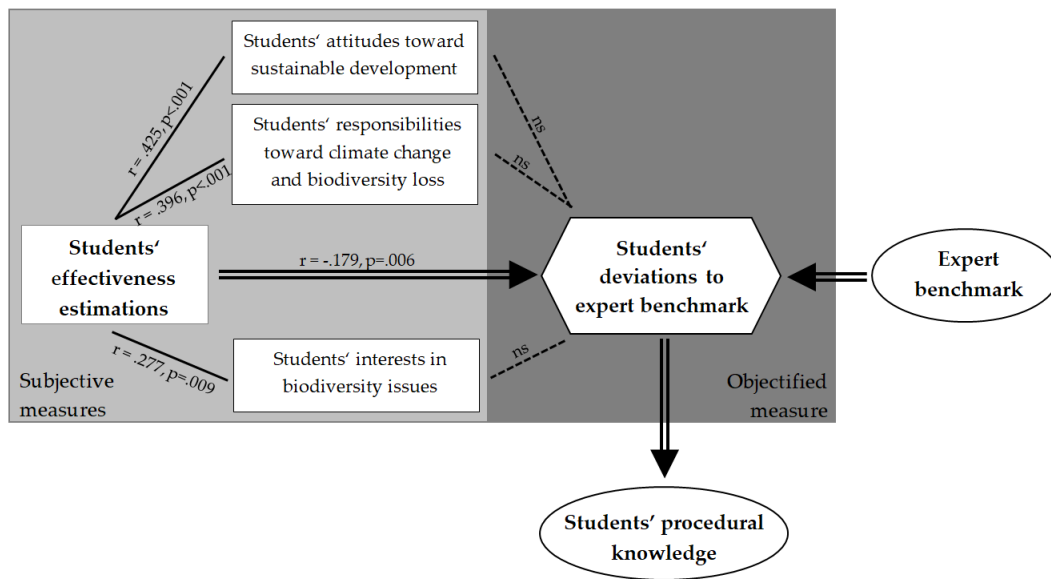 Students‘ attitudes toward
sustainable development
r = .425, p<.001
ns
Students‘ responsibilities
toward climate change
and biodiversity loss
r = .396, p<.001
ns
Students‘
effectiveness
estimations
r = -.179, p=.006
Students‘
deviations to
expert benchmark
Expert
benchmark
r = .277, p=.009
Students‘ interests in
biodiversity issues
ns
Subjective
measures
Objectified
measure
Students’ procedural
knowledge